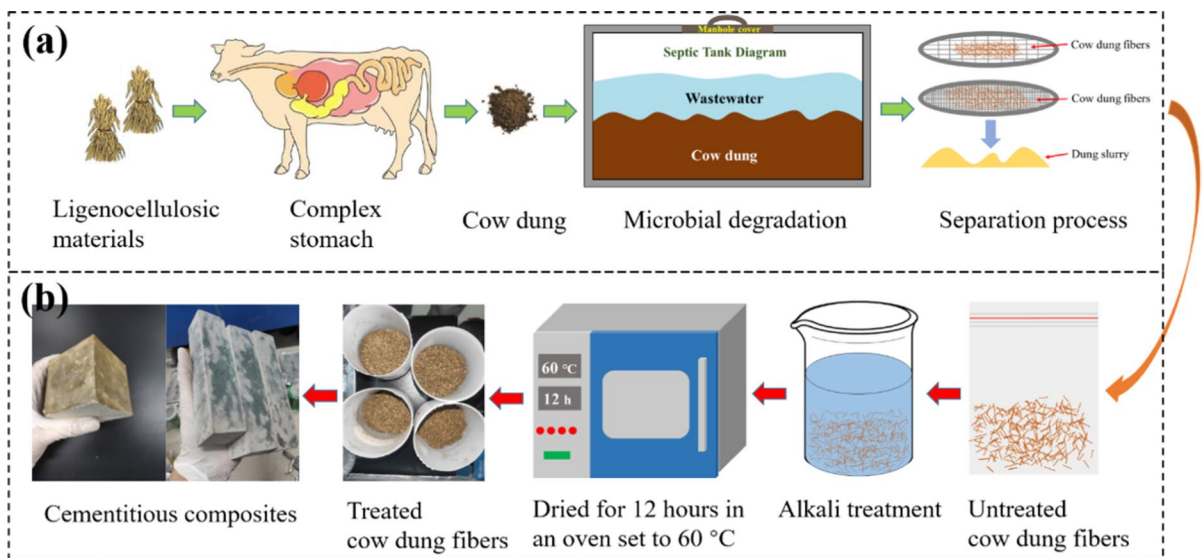 (a)
Manhole cover
Septic Tank Diagram
Wastewater
Cow dung
Cow dung fibers
Cow dung fibers
Dung slurry
Ligenocellulosic
materials
Complex
stomach
Cow dung
Microbial degradation
Separation process
(b)
60 °C
12 h
Cementitious composites
Treated
cow dung fibers
Dried for 12 hours in
an oven set to 60 °C
Alkali treatment
Untreated
cow dung fibers